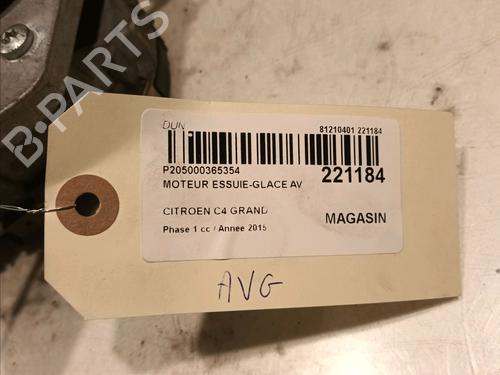 DUN
81210401 221184
P205000365354
MOTEUR ESSUIE-GLACE AV
221184
CITROEN C4 GRAND
MAGASIN
Phase 1 cc / Annee 2015
AVG
B-PARTS